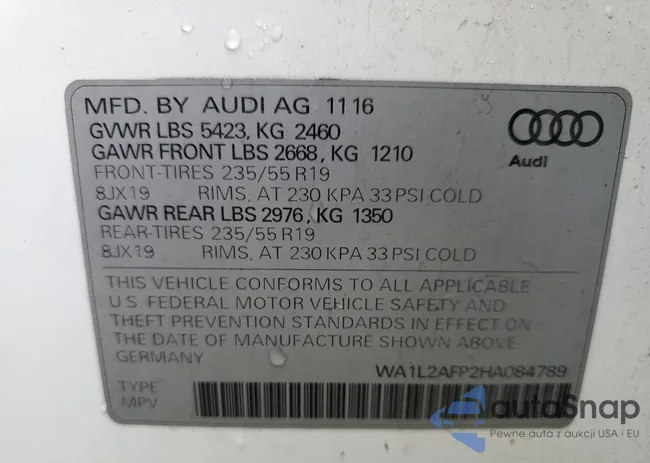 MFD. BY AUDI AG 11 16
GVWR LBS 5423, KG 2460
GAWR FRONT LBS 2668, KG 1210
FRONT-TIRES 235/55 R19
8JX19 RIMS, AT 230 KPA 33 PSI COLD
GAWR REAR LBS 2976, KG 1350
REAR-TIRES 235/55 R19
8JX19 RIMS, AT 230 KPA 33 PSI COLD
Audi
THIS VEHICLE CONFORMS TO ALL APPLICABLE
U.S. FEDERAL MOTOR VEHICLE SAFETY AND
THEFT PREVENTION STANDARDS IN EFFECT ON
THE DATE OF MANUFACTURE SHOWN ABOVE
GERMANY WA1L2AFP2HA084789
TYPE
MPV
autaSnap
Pewne auta z aukcji USA i EU